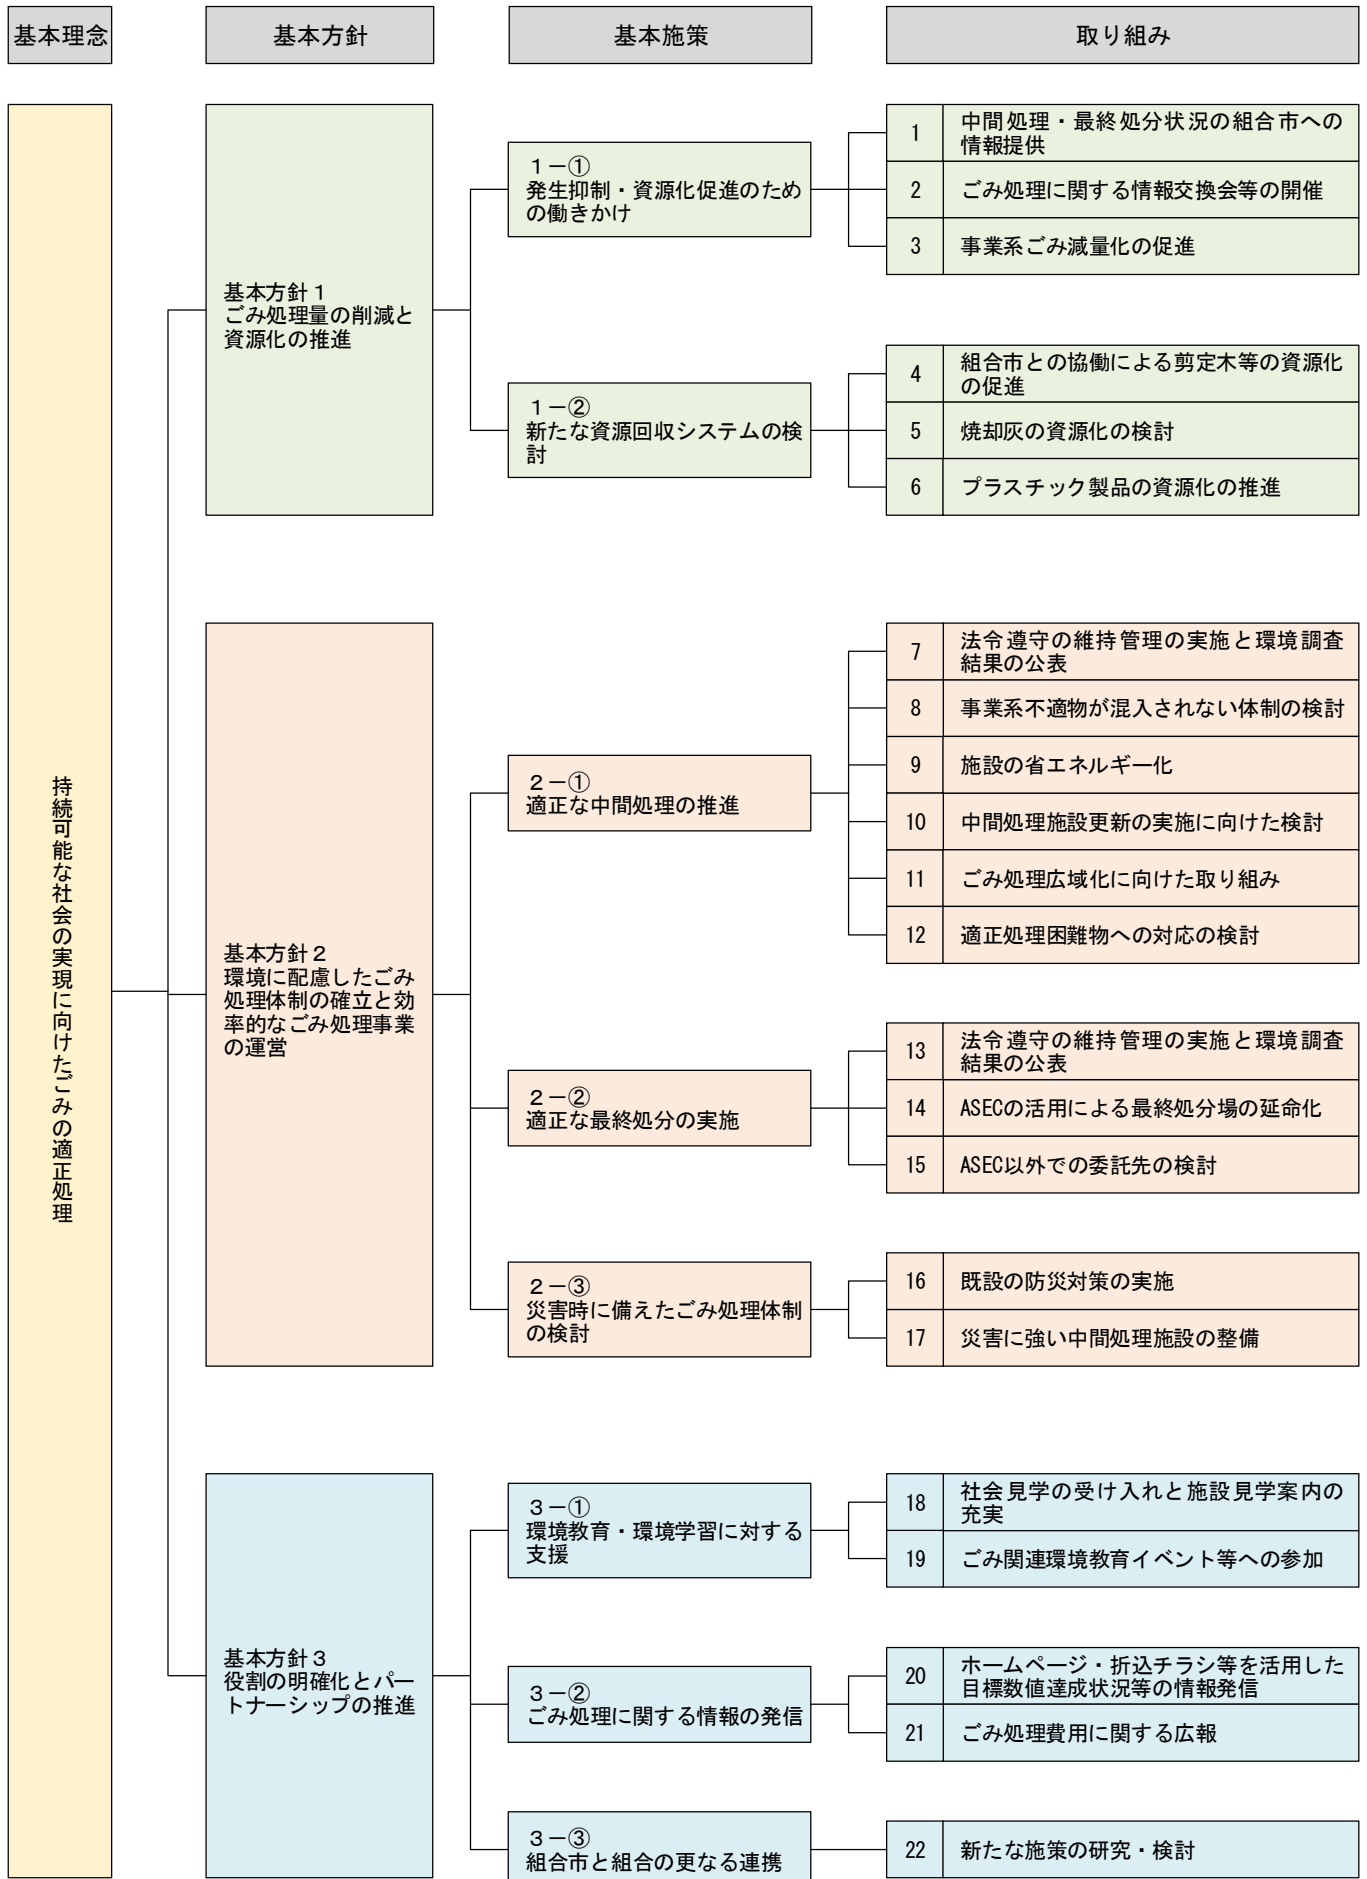 基本理念
基本方針
基本施策
取り組み
持続可能な社会の実現に向けたごみの適正処理
基本方針１
ごみ処理量の削減と
資源化の推進
１－①
発生抑制・資源化促進のため
の働きかけ
1
中間処理・最終処分状況の組合市への
情報提供
2
ごみ処理に関する情報交換会等の開催
3
事業系ごみ減量化の促進
１－②
新たな資源回収システムの検
討
4
組合市との協働による剪定木等の資源化
の促進
5
焼却灰の資源化の検討
6
プラスチック製品の資源化の推進
基本方針２
環境に配慮したごみ
処理体制の確立と効
率的なごみ処理事業
の運営
２－①
適正な中間処理の推進
7
法令遵守の維持管理の実施と環境調査
結果の公表
8
事業系不適物が混入されない体制の検討
9
施設の省エネルギー化
10
中間処理施設更新の実施に向けた検討
11
ごみ処理広域化に向けた取り組み
12
適正処理困難物への対応の検討
２－②
適正な最終処分の実施
13
法令遵守の維持管理の実施と環境調査
結果の公表
14
ASECの活用による最終処分場の延命化
15
ASEC以外での委託先の検討
２－③
災害時に備えたごみ処理体制
の検討
16
既設の防災対策の実施
17
災害に強い中間処理施設の整備
基本方針３
役割の明確化とパー
トナーシップの推進
３－①
環境教育・環境学習に対する
支援
18
社会見学の受け入れと施設見学案内の
充実
19
ごみ関連環境教育イベント等への参加
３－②
ごみ処理に関する情報の発信
20
ホームページ・折込チラシ等を活用した
目標数値達成状況等の情報発信
21
ごみ処理費用に関する広報
３－③
組合市と組合の更なる連携
22
新たな施策の研究・検討